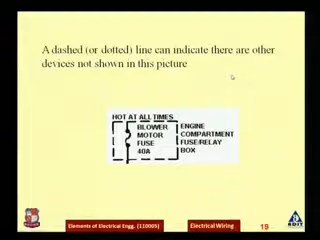 A dashed (or dotted) line can indicate there are other
devices not shown in this picture
HOT AT ALL TIMES
BLOWER
MOTOR
FUSE
40A
ENGINE
COMPARTMENT
FUSE/RELAY
BOX
Elements of Electrical Engg. (110005)
Electrical Wiring
19